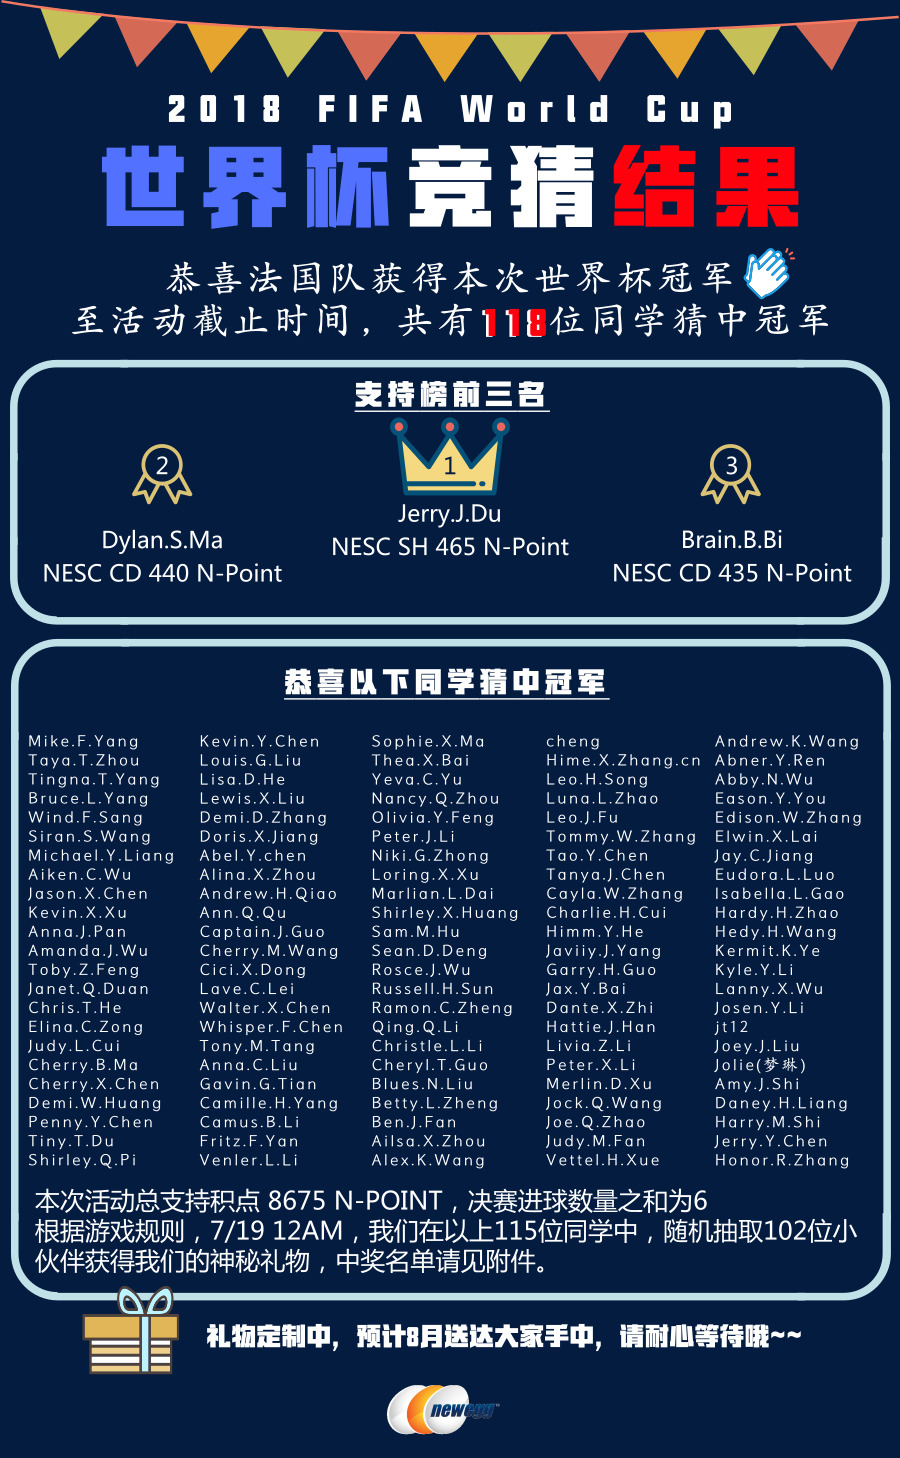 2018 FIFA World Cup
世界杯竞猜结果
恭喜法国队获得本次世界杯冠军
至活动截止时间，共有118位同学猜中冠军
支持榜前三名
2
1
3
Jerry.J.Du
NESC SH 465 N-Point
Dylan.S.Ma
NESC CD 440 N-Point
Brain.B.Bi
NESC CD 435 N-Point
恭喜以下同学猜中冠军
Mike.F.Yang Kevin.Y.Chen Sophie.X.Ma cheng Andrew.K.Wang
Taya.T.Zhou Louis.G.Liu Thea.X.Bai Hime.X.Zhang.cn Abner.Y.Ren
Tingna.T.Yang Lisa.D.He Yeva.C.Yu Leo.H.Song Abby.N.Wu
Bruce.L.Yang Lewis.X.Liu Nancy.Q.Zhou Luna.L.Zhao Eason.Y.You
Wind.F.Sang Demi.D.Zhang Olivia.Y.Feng Leo.J.Fu Edison.W.Zhang
Siran.S.Wang Doris.X.Jiang Peter.J.Li Tommy.W.Zhang Elwin.X.Lai
Michael.Y.Liang Abel.Y.chen Niki.G.Zhong Tao.Y.Chen Jay.C.Jiang
Aiken.C.Wu Alina.X.Zhou Loring.X.Xu Tanya.J.Chen Eudora.L.Luo
Jason.X.Chen Andrew.H.Qiao Marlian.L.Dai Cayla.W.Zhang Isabella.L.Gao
Kevin.X.Xu Ann.Q.Qu Shirley.X.Huang Charlie.H.Cui Hardy.H.Zhao
Anna.J.Pan Captain.J.Guo Sam.M.Hu Himm.Y.He Hedy.H.Wang
Amanda.J.Wu Cherry.M.Wang Sean.D.Deng Javiiy.J.Yang Kermit.K.Ye
Toby.Z.Feng Cici.X.Dong Rosce.J.Wu Garry.H.Guo Kyle.Y.Li
Janet.Q.Duan Lave.C.Lei Russell.H.Sun Jax.Y.Bai Lanny.X.Wu
Chris.T.He Walter.X.Chen Ramon.C.Zheng Dante.X.Zhi Josen.Y.Li
Elina.C.Zong Whisper.F.Chen Qing.Q.Li Hattie.J.Han jt12
Judy.L.Cui Tony.M.Tang Christle.L.Li Livia.Z.Li Joey.J.Liu
Cherry.B.Ma Anna.C.Liu Cheryl.T.Guo Peter.X.Li Jolie(梦琳)
Cherry.X.Chen Gavin.G.Tian Blues.N.Liu Merlin.D.Xu Amy.J.Shi
Demi.W.Huang Camille.H.Yang Betty.L.Zheng Jock.Q.Wang Daney.H.Liang
Penny.Y.Chen Camus.B.Li Ben.J.Fan Joe.Q.Zhao Harry.M.Shi
Tiny.T.Du Fritz.F.Yan Ailsa.X.Zhou Judy.M.Fan Jerry.Y.Chen
Shirley.Q.Pi Venler.L.Li Alex.K.Wang Vettel.H.Xue Honor.R.Zhang
本次活动总支持积点 8675 N-POINT，决赛进球数量之和为6
根据游戏规则，7/19 12AM，我们在以上115位同学中，随机抽取102位小
伙伴获得我们的神秘礼物，中奖名单请见附件。
礼物定制中，预计8月送达大家手中，请耐心等待哦~~
newegg